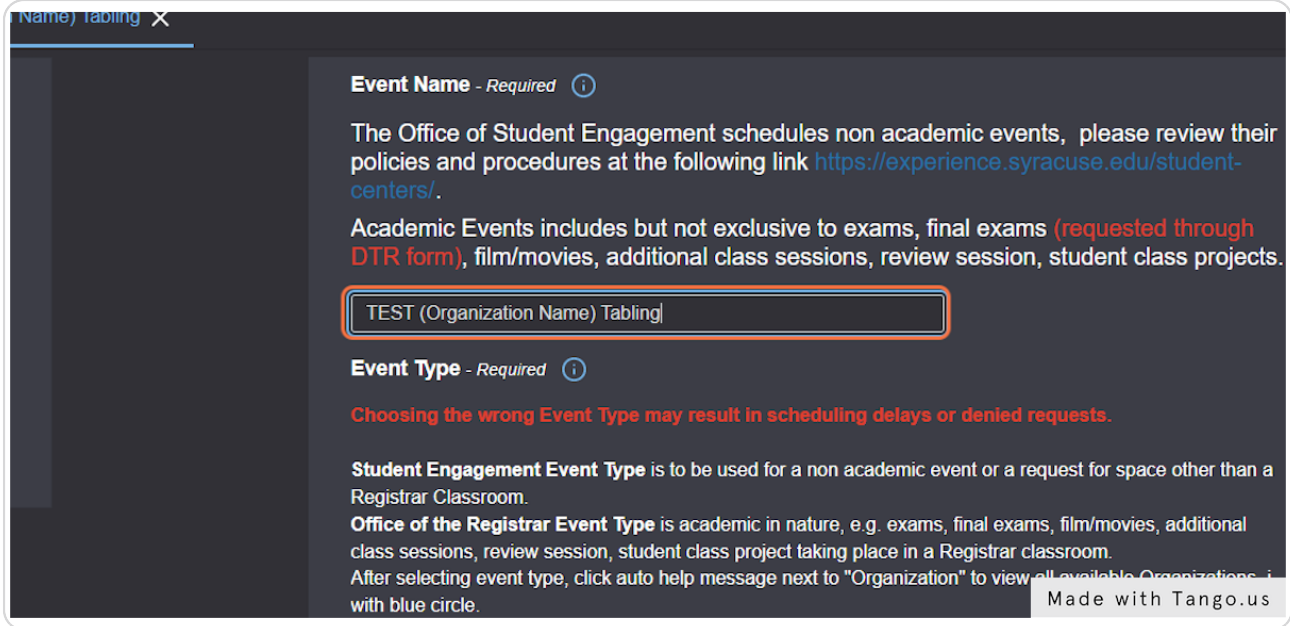 Name) Tabling
Event Name - Required
The Office of Student Engagement schedules non academic events, please review their
policies and procedures at the following link https://experience.syracuse.edu/student-
centers/.
Academic Events includes but not exclusive to exams, final exams (requested through
DTR form), film/movies, additional class sessions, review session, student class projects.
TEST (Organization Name) Tabling
Event Type - Required
Choosing the wrong Event Type may result in scheduling delays or denied requests.
Student Engagement Event Type is to be used for a non academic event or a request for space other than a
Registrar Classroom.
Office of the Registrar Event Type is academic in nature, e.g. exams, final exams, film/movies, additional
class sessions, review session, student class project taking place in a Registrar classroom.
After selecting event type, click auto help message next to "Organization" to view all available Organizations, i
with blue circle.
Made with Tango.us